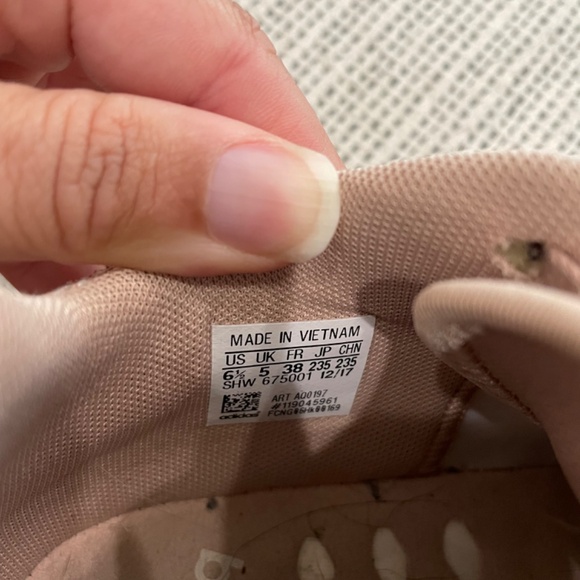 MADE IN VIETNAM
US UK FR JP CHN
6½ 5 38 235 235
SHW 675001 12/17
ART AQ0197
#119045961
adidas